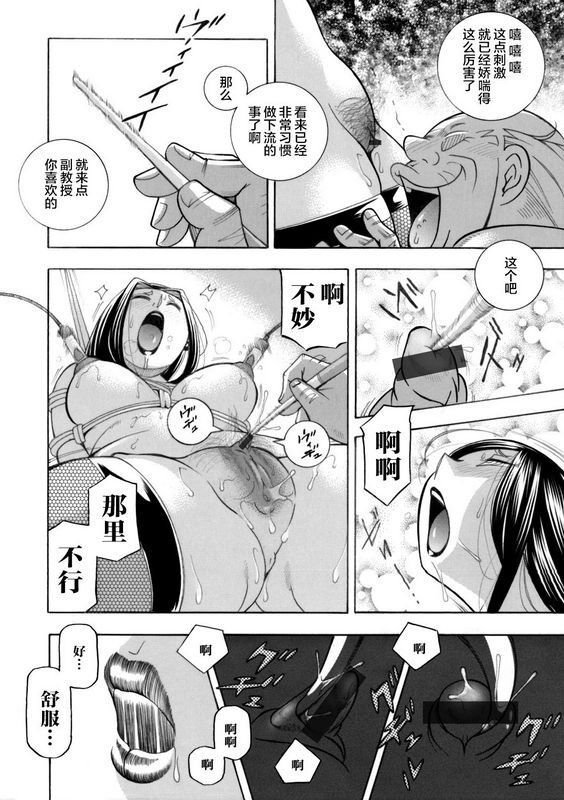 嘻嘻嘻
这点刺激
就已经娇喘得
这么厉害了
看来已经
非常习惯
做下流的
事了啊
那么
就来点
副教授
你喜欢的
这个吧
啊啊
啊
不妙
那里
不行
啊
啊
啊
啊啊
啊
好…
舒服…